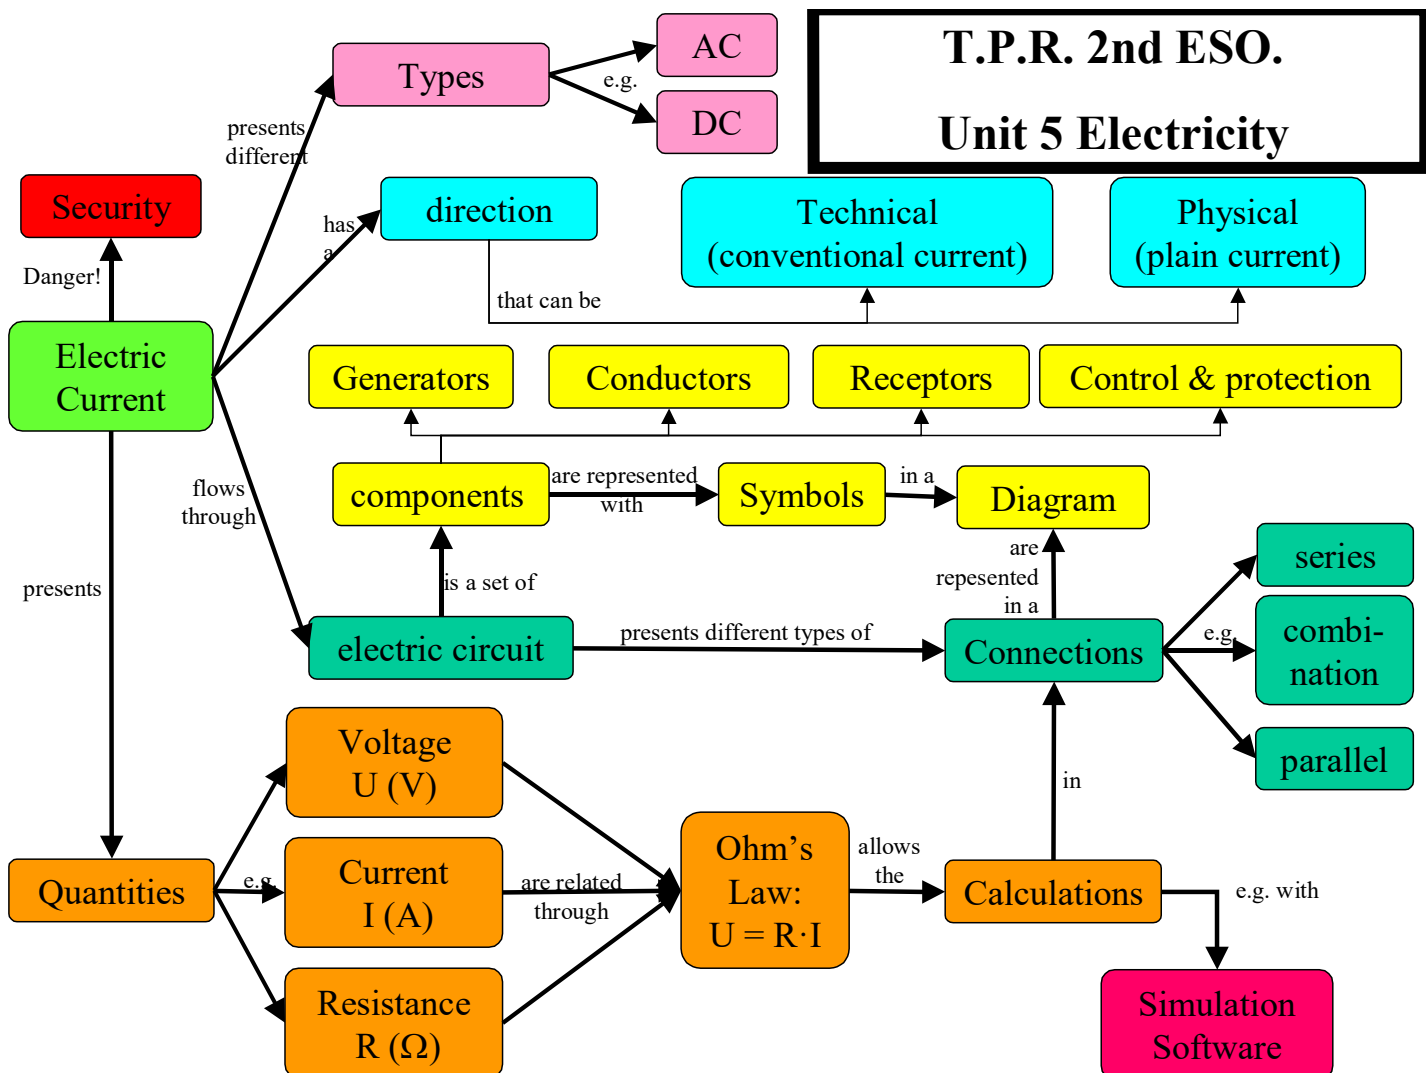 T.P.R. 2nd ESO.
Unit 5 Electricity
Types
AC
e.g.
DC
presents
different
Security
Danger!
has
a
direction
Technical
(conventional current)
Physical
(plain current)
that can be
Electric
Current
Generators
Conductors
Receptors
Control & protection
flows
through
components
are represented
with
Symbols
in a
Diagram
is a set of
are
repesented
in a
presents
electric circuit
presents different types of
Connections
e.g.
series
combi-
nation
parallel
Voltage
U (V)
Quantities
e.g.
Current
I (A)
are related
through
Resistance
R (Ω)
Ohm’s
Law:
U = R·I
allows
the
Calculations
in
e.g. with
Simulation
Software